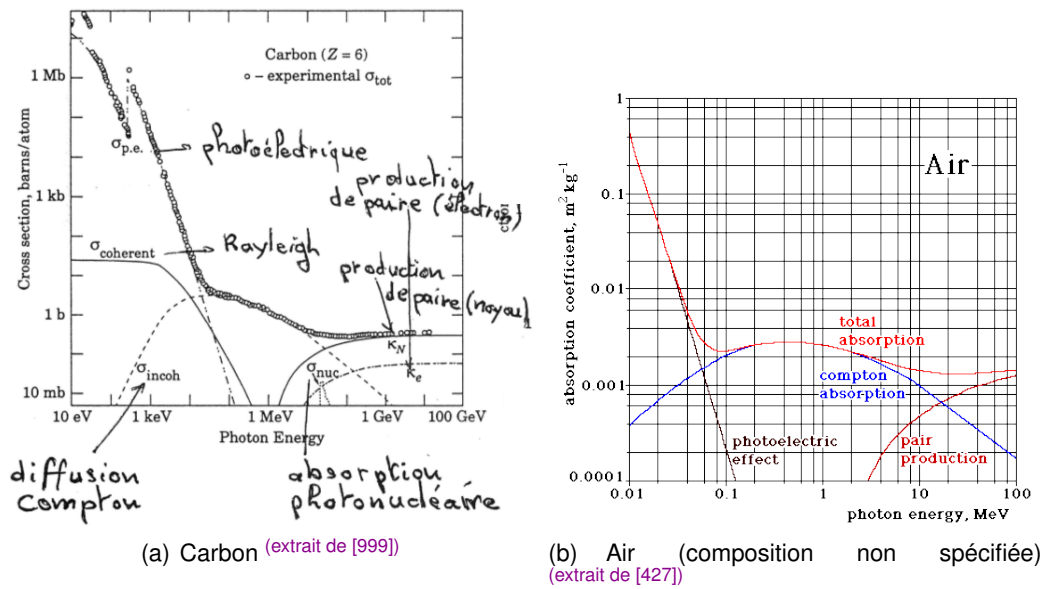 Carbon (Z = 6)
o – experimental σtot
1 Mb
σp.e.
photoélectrique
production
de paire (électron)
Cross section, barns/atom
1 kb
σcoherent
Rayleigh
production
de paire (noyau)
1 b
κN
σincoh
σnuc
κe
10 mb
10 eV
1 keV
1 MeV
1 GeV
100 GeV
Photon Energy
diffusion
Compton
absorption
photonucléaire
(a) Carbon (extrait de [999])
1
Air
0.1
absorption coefficient, m² kg⁻¹
0.01
total
absorption
0.001
compton
absorption
photoelectric
effect
pair
production
0.0001
0.01
0.1
1
10
100
photon energy, MeV
(b) Air (composition non spécifiée)
(extrait de [427])